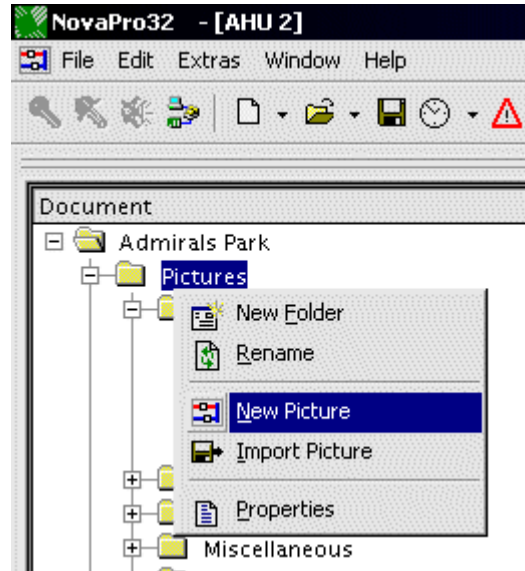 NovaPro32 - [AHU 2]
File Edit Extras Window Help
Document
Admirals Park
Pictures
New Folder
Rename
New Picture
Import Picture
Properties
Miscellaneous